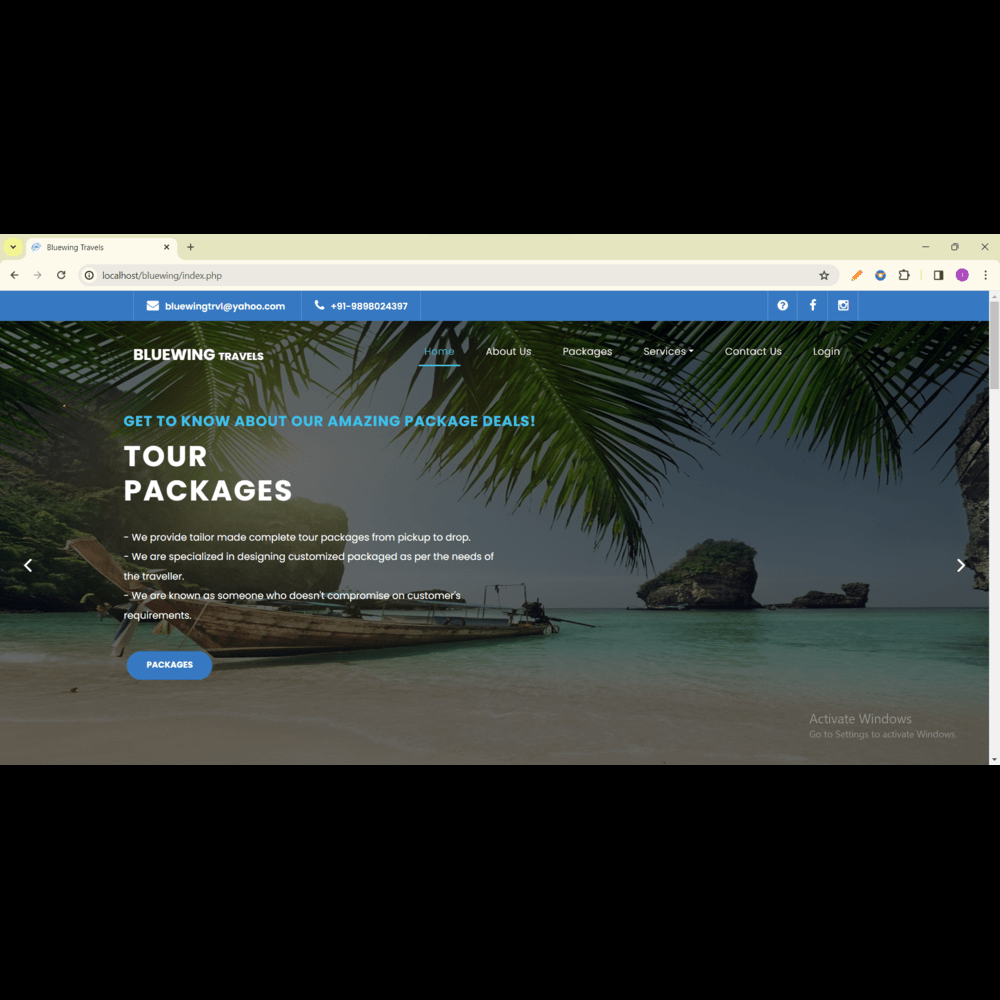 Bluewing Travels
localhost/bluewing/index.php
bluewingtrvl@yahoo.com +91-9898024397
BLUEWING TRAVELS Home About Us Packages Services Contact Us Login
GET TO KNOW ABOUT OUR AMAZING PACKAGE DEALS!
TOUR
PACKAGES
- We provide tailor made complete tour packages from pickup to drop.
- We are specialized in designing customized packaged as per the needs of
the traveller.
- We are known as someone who doesn't compromise on customer's
requirements.
PACKAGES
Activate Windows
Go to Settings to activate Windows.